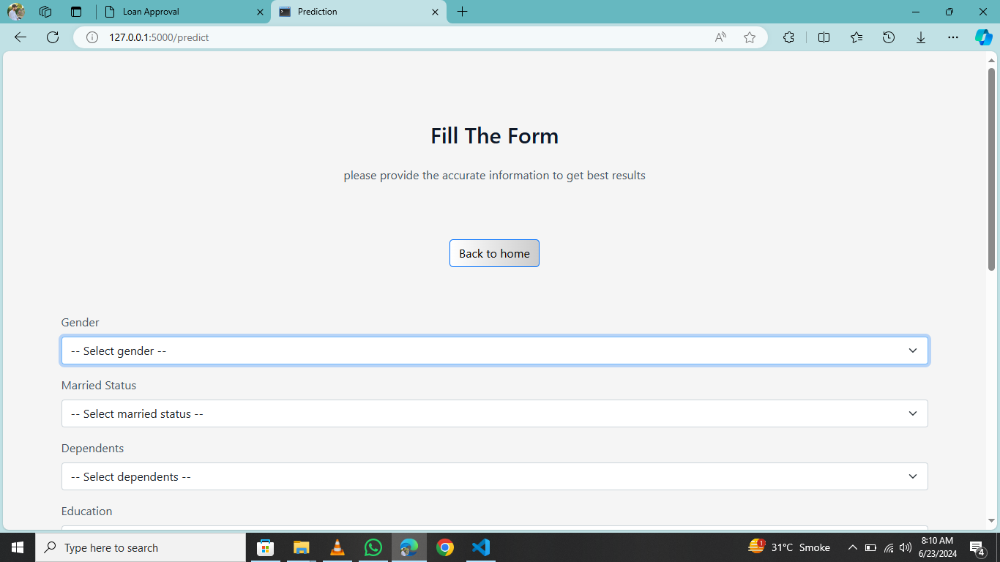 Loan Approval
Prediction
127.0.0.1:5000/predict
Fill The Form
please provide the accurate information to get best results
Back to home
Gender
-- Select gender --
Married Status
-- Select married status --
Dependents
-- Select dependents --
Education
Type here to search
1
31°C Smoke
8:10 AM
6/23/2024
4